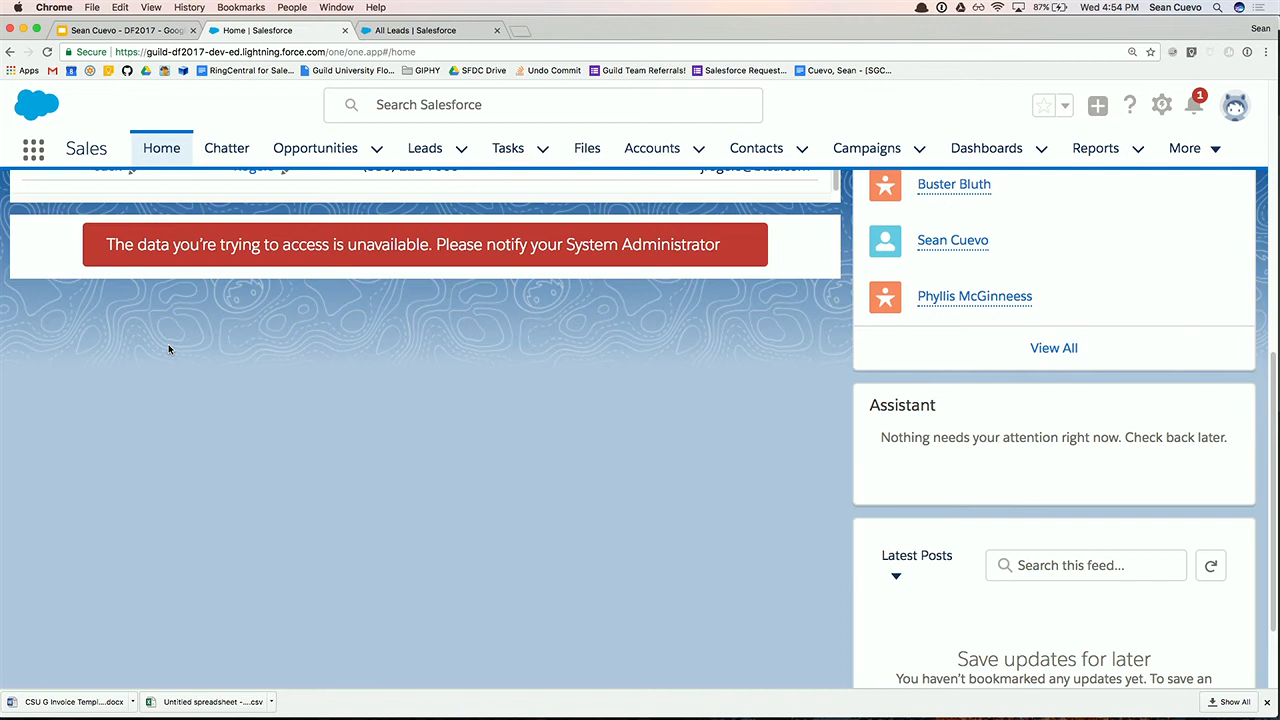 Chrome File Edit View History Bookmarks People Window Help
87% Wed 4:54 PM Sean Cuevo
Sean Cuevo - DF2017 - Goog
Home | Salesforce
All Leads | Salesforce
Sean
Secure https://guild-df2017-dev-ed.lightning.force.com/one/one.app#/home
Apps
RingCentral for Sale...
Guild University Flo...
GIPHY
SFDC Drive
Undo Commit
Guild Team Referrals!
Salesforce Request...
Cuevo, Sean - [SGC...
Search Salesforce
1
Sales
Home Chatter Opportunities Leads Tasks Files Accounts Contacts Campaigns Dashboards Reports More
The data you're trying to access is unavailable. Please notify your System Administrator
Buster Bluth
Sean Cuevo
Phyllis McGinneess
View All
Assistant
Nothing needs your attention right now. Check back later.
Latest Posts
Search this feed...
Save updates for later
You haven't bookmarked any updates yet. To save an
CSU G Invoice Templ....docx
Untitled spreadsheet -....csv
Show All